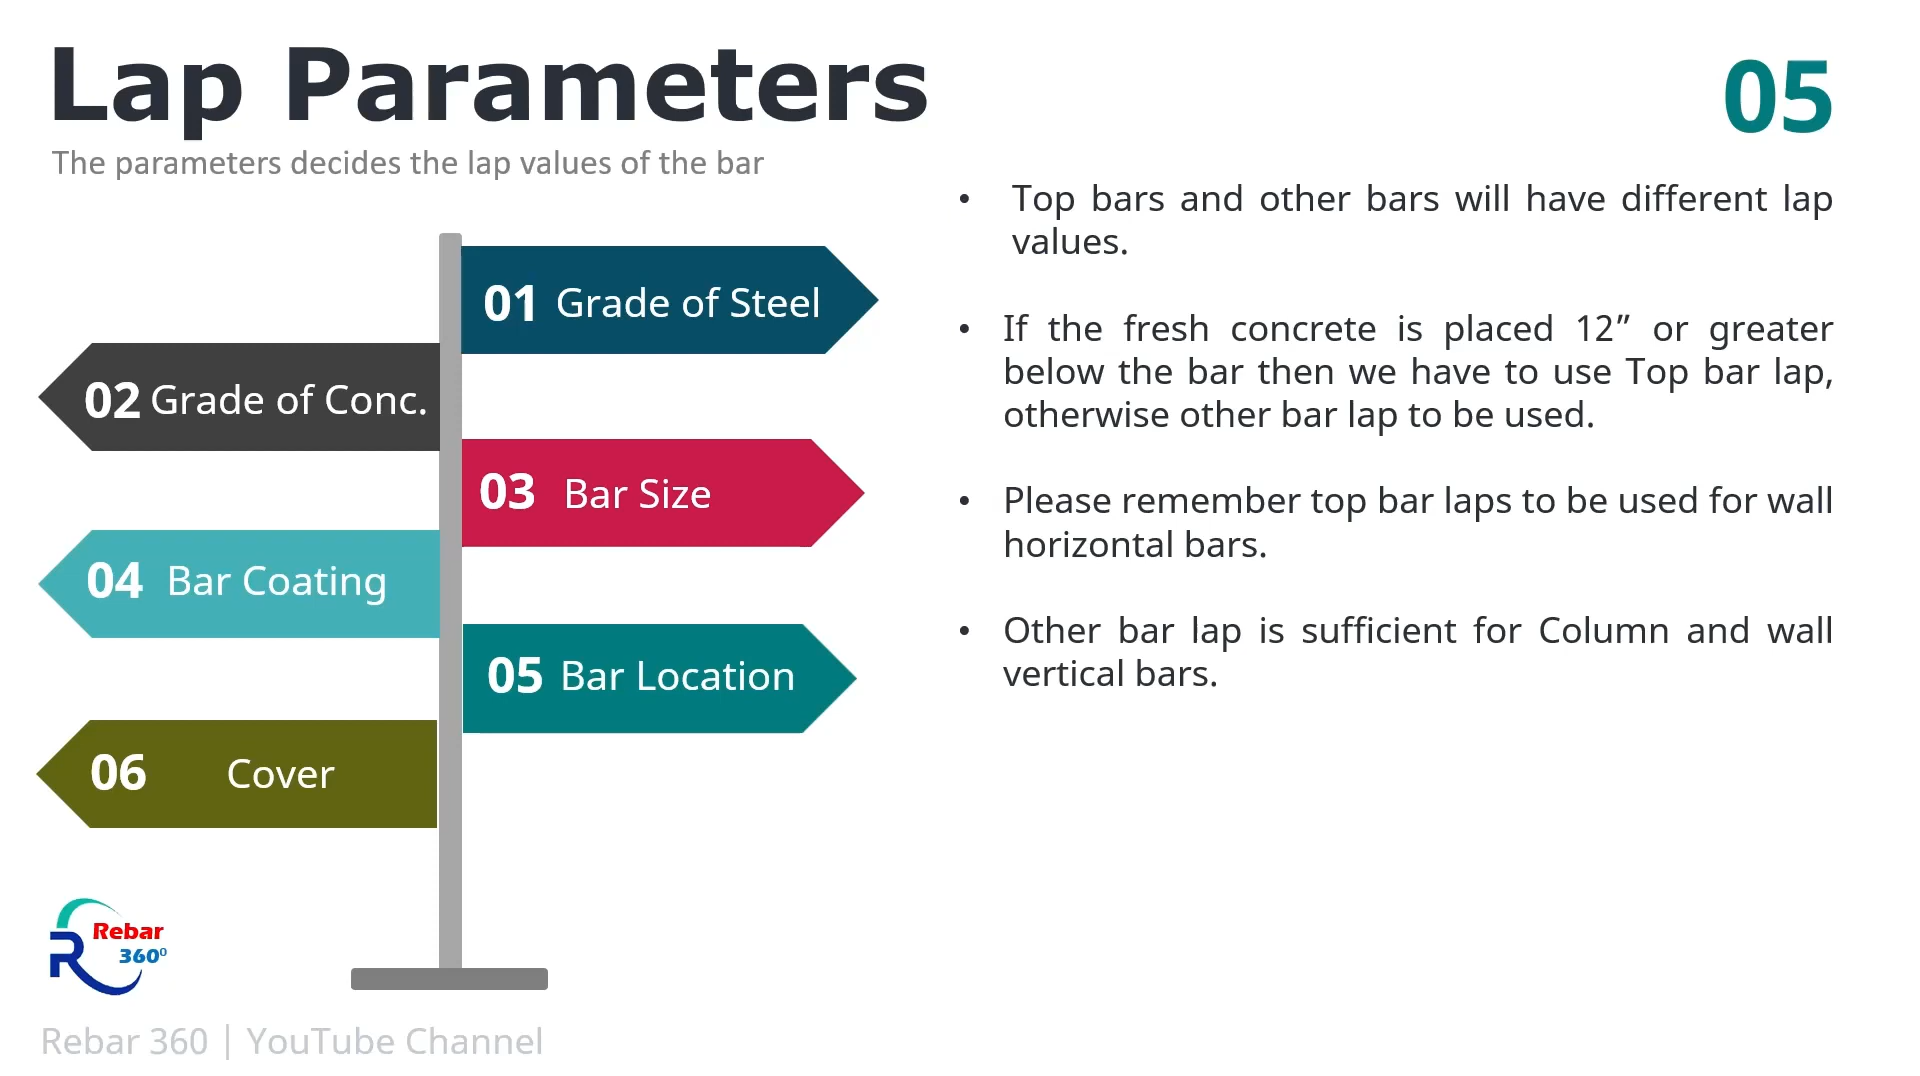 Lap Parameters
05
The parameters decides the lap values of the bar
01 Grade of Steel
02 Grade of Conc.
03 Bar Size
04 Bar Coating
05 Bar Location
06 Cover
• Top bars and other bars will have different lap
values.
• If the fresh concrete is placed 12” or greater
below the bar then we have to use Top bar lap,
otherwise other bar lap to be used.
• Please remember top bar laps to be used for wall
horizontal bars.
• Other bar lap is sufficient for Column and wall
vertical bars.
R Rebar
360⁰
Rebar 360 | YouTube Channel